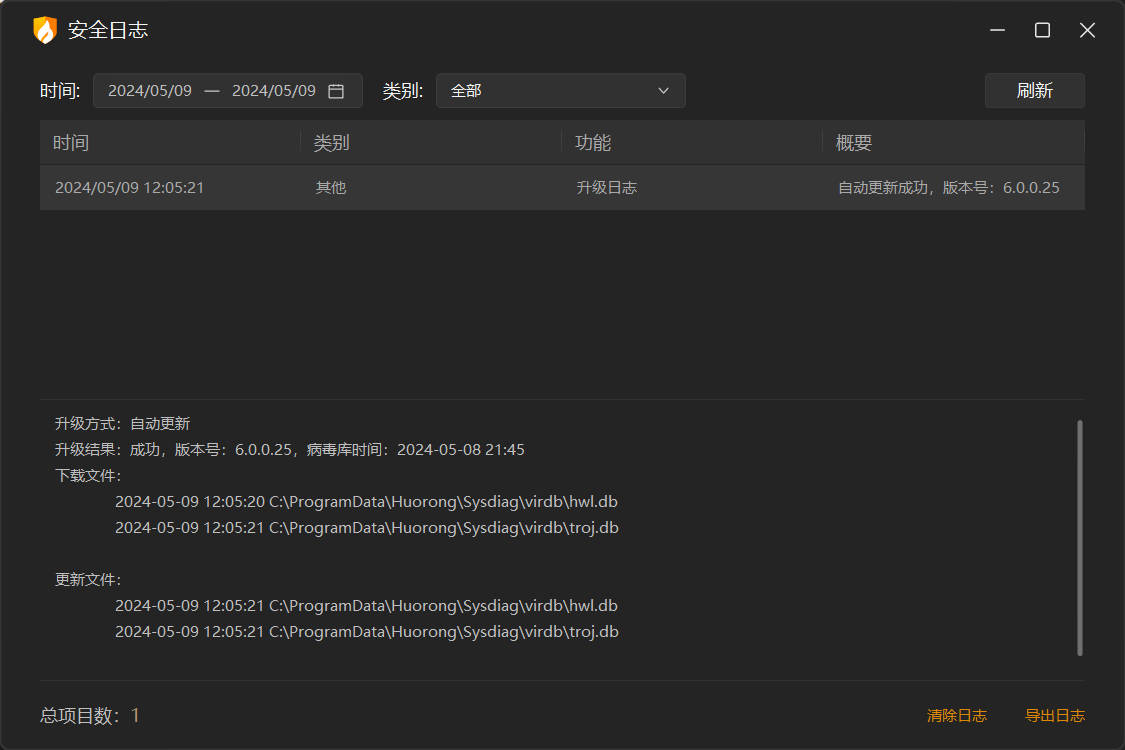 安全日志
时间: 2024/05/09 — 2024/05/09 类别: 全部 刷新
时间 类别 功能 概要
2024/05/09 12:05:21 其他 升级日志 自动更新成功，版本号：6.0.0.25
升级方式：自动更新
升级结果：成功，版本号：6.0.0.25，病毒库时间：2024-05-08 21:45
下载文件：
2024-05-09 12:05:20 C:\ProgramData\Huorong\Sysdiag\virdb\hwl.db
2024-05-09 12:05:21 C:\ProgramData\Huorong\Sysdiag\virdb\troj.db
更新文件：
2024-05-09 12:05:21 C:\ProgramData\Huorong\Sysdiag\virdb\hwl.db
2024-05-09 12:05:21 C:\ProgramData\Huorong\Sysdiag\virdb\troj.db
总项目数：1 清除日志 导出日志